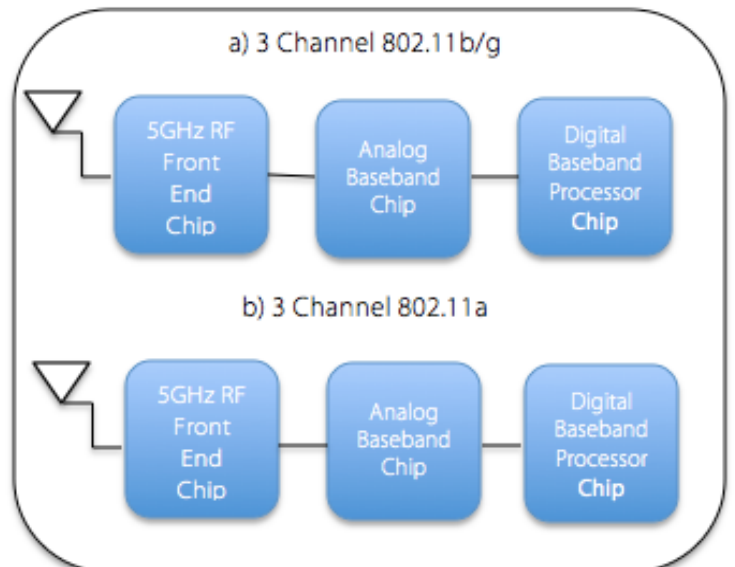 a) 3 Channel 802.11b/g
5GHz RF
Front
End
Chip
Analog
Baseband
Chip
Digital
Baseband
Processor
Chip
b) 3 Channel 802.11a
5GHz RF
Front
End
Chip
Analog
Baseband
Chip
Digital
Baseband
Processor
Chip